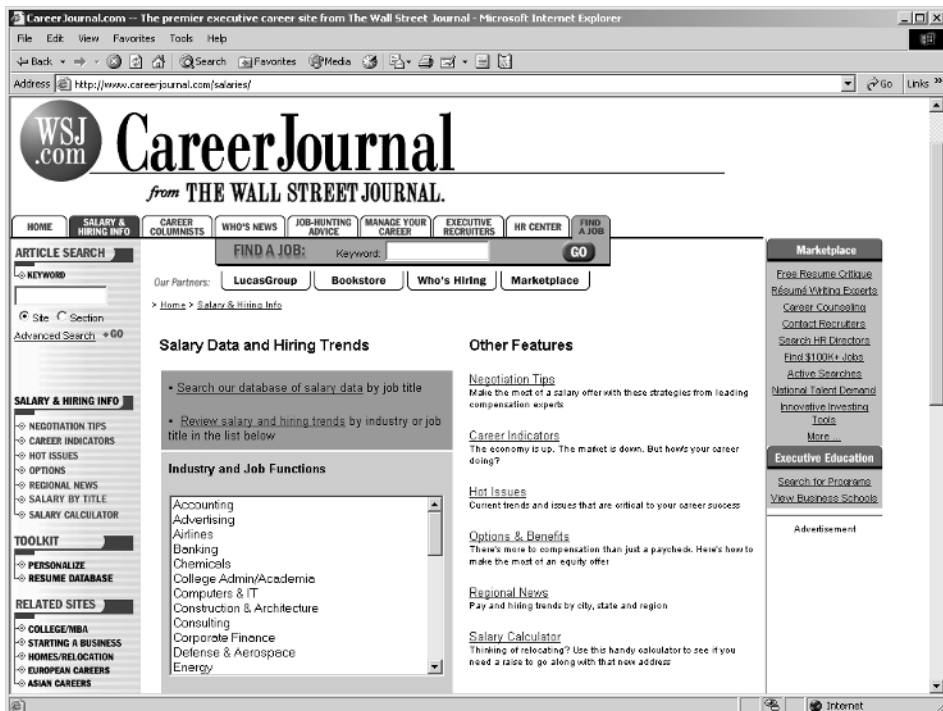 CareerJournal.com -- The premier executive career site from The Wall Street Journal - Microsoft Internet Explorer
File Edit View Favorites Tools Help
Back Search Favorites Media
Address http://www.careerjournal.com/salaries/ Go Links »
WSJ
.com
CareerJournal
from THE WALL STREET JOURNAL.
HOME
SALARY &
HIRING INFO
CAREER
COLUMNISTS
WHO'S NEWS
JOB-HUNTING
ADVICE
MANAGE YOUR
CAREER
EXECUTIVE
RECRUITERS
HR CENTER
FIND
A JOB
FIND A JOB: Keyword: GO
Our Partners: LucasGroup Bookstore Who's Hiring Marketplace
> Home > Salary & Hiring Info
ARTICLE SEARCH
KEYWORD
Site Section
Advanced Search GO
SALARY & HIRING INFO
NEGOTIATION TIPS
CAREER INDICATORS
HOT ISSUES
OPTIONS
REGIONAL NEWS
SALARY BY TITLE
SALARY CALCULATOR
TOOLKIT
PERSONALIZE
RESUME DATABASE
RELATED SITES
COLLEGE/MBA
STARTING A BUSINESS
HOMES/RELOCATION
EUROPEAN CAREERS
ASIAN CAREERS
Salary Data and Hiring Trends
• Search our database of salary data by job title
• Review salary and hiring trends by industry or job
title in the list below
Industry and Job Functions
Accounting
Advertising
Airlines
Banking
Chemicals
College Admin/Academia
Computers & IT
Construction & Architecture
Consulting
Corporate Finance
Defense & Aerospace
Energy
Other Features
Negotiation Tips
Make the most of a salary offer with these strategies from leading
compensation experts
Career Indicators
The economy is up. The market is down. But how's your career
doing?
Hot Issues
Current trends and issues that are critical to your career success
Options & Benefits
There's more to compensation than just a paycheck. Here's how to
make the most of an equity offer
Regional News
Pay and hiring trends by city, state and region
Salary Calculator
Thinking of relocating? Use this handy calculator to see if you
need a raise to go along with that new address
Marketplace
Free Resume Critique
Résumé Writing Experts
Career Counseling
Contact Recruiters
Search HR Directors
Find $100K+ Jobs
Active Searches
National Talent Demand
Innovative Investing
Tools
More ...
Executive Education
Search for Programs
View Business Schools
Advertisement
Internet